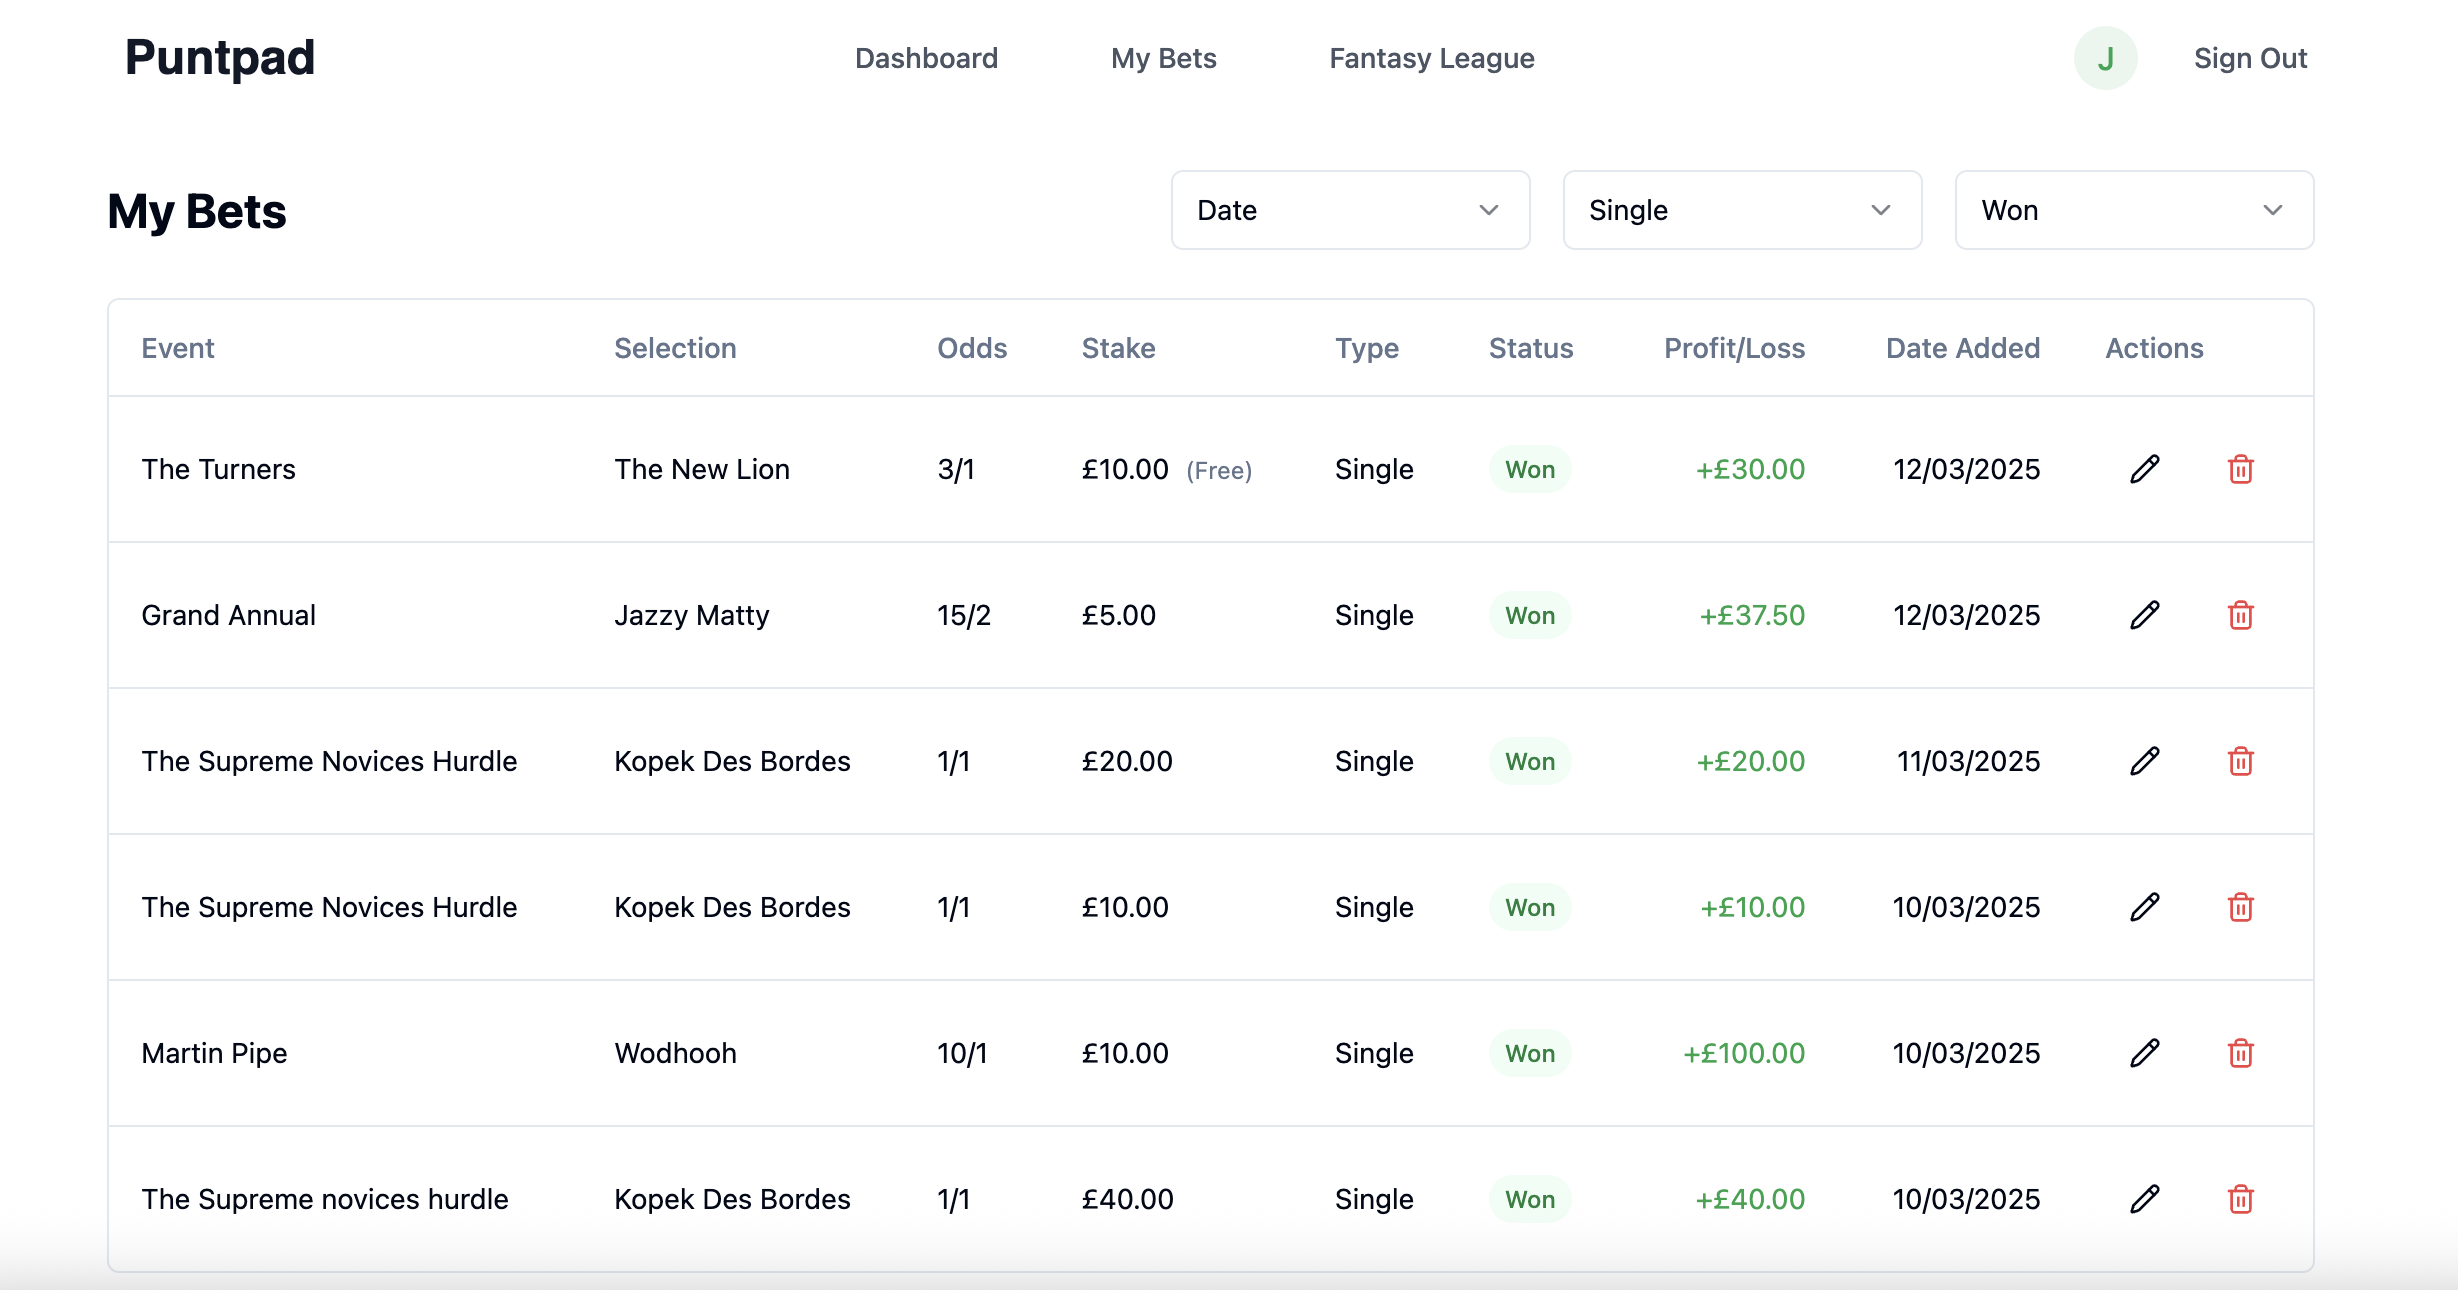 Puntpad Dashboard My Bets Fantasy League J Sign Out
My Bets Date Single Won
Event Selection Odds Stake Type Status Profit/Loss Date Added Actions
The Turners The New Lion 3/1 £10.00 (Free) Single Won +£30.00 12/03/2025
Grand Annual Jazzy Matty 15/2 £5.00 Single Won +£37.50 12/03/2025
The Supreme Novices Hurdle Kopek Des Bordes 1/1 £20.00 Single Won +£20.00 11/03/2025
The Supreme Novices Hurdle Kopek Des Bordes 1/1 £10.00 Single Won +£10.00 10/03/2025
Martin Pipe Wodhooh 10/1 £10.00 Single Won +£100.00 10/03/2025
The Supreme novices hurdle Kopek Des Bordes 1/1 £40.00 Single Won +£40.00 10/03/2025